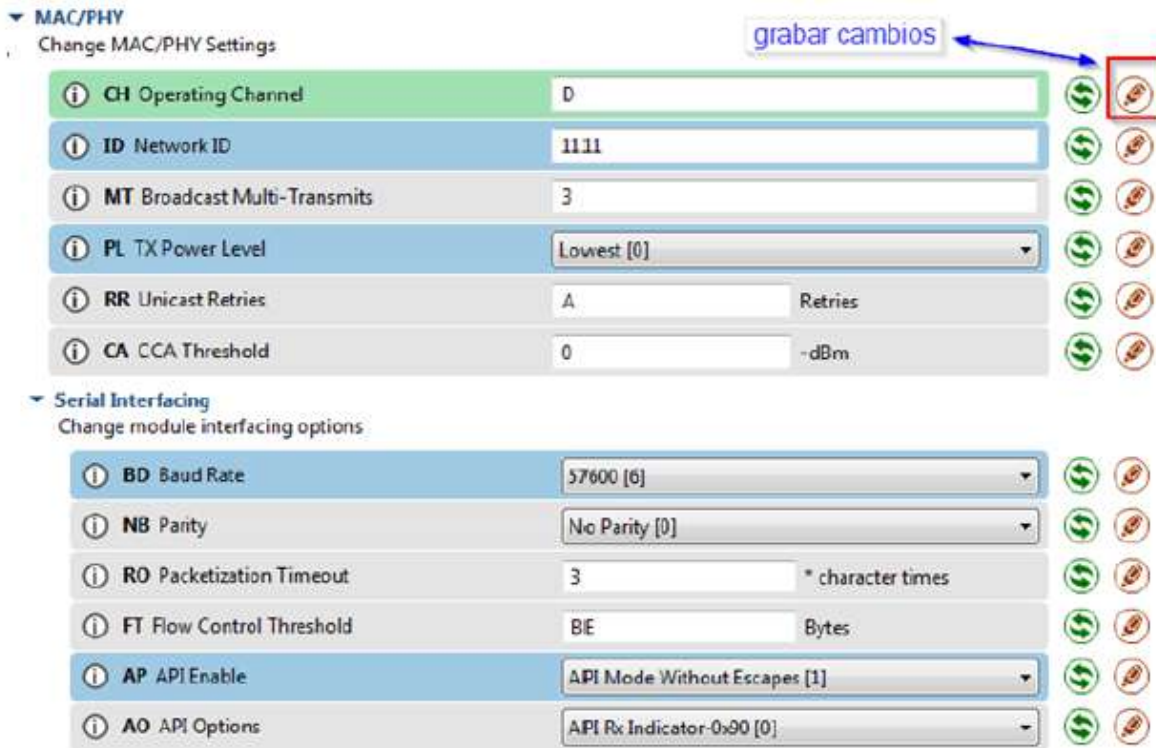 MAC/PHY
Change MAC/PHY Settings
grabar cambios
CH Operating Channel D
ID Network ID 1111
MT Broadcast Multi-Transmits 3
PL TX Power Level Lowest [0]
RR Unicast Retries A Retries
CA CCA Threshold 0 -dBm
Serial Interfacing
Change module interfacing options
BD Baud Rate 57600 [6]
NB Parity No Parity [0]
RO Packetization Timeout 3 * character times
FT Flow Control Threshold BE Bytes
AP API Enable API Mode Without Escapes [1]
AO API Options API Rx Indicator-0x90 [0]